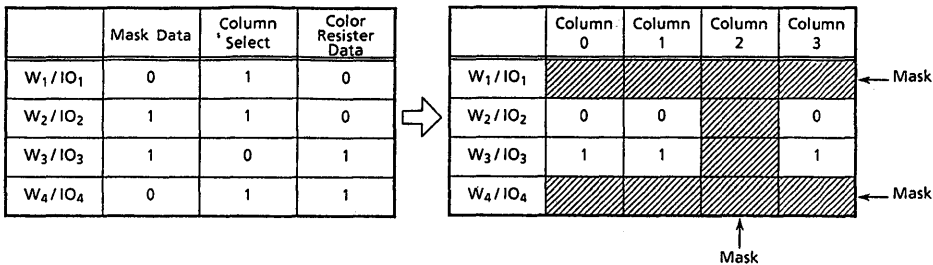 Mask Data Column Select Color Resister Data
W1/IO1 0 1 0
W2/IO2 1 1 0
W3/IO3 1 0 1
W4/IO4 0 1 1
Column 0 Column 1 Column 2 Column 3
W1/IO1 Mask
W2/IO2 0 0 0
W3/IO3 1 1 1
W4/IO4 Mask
Mask